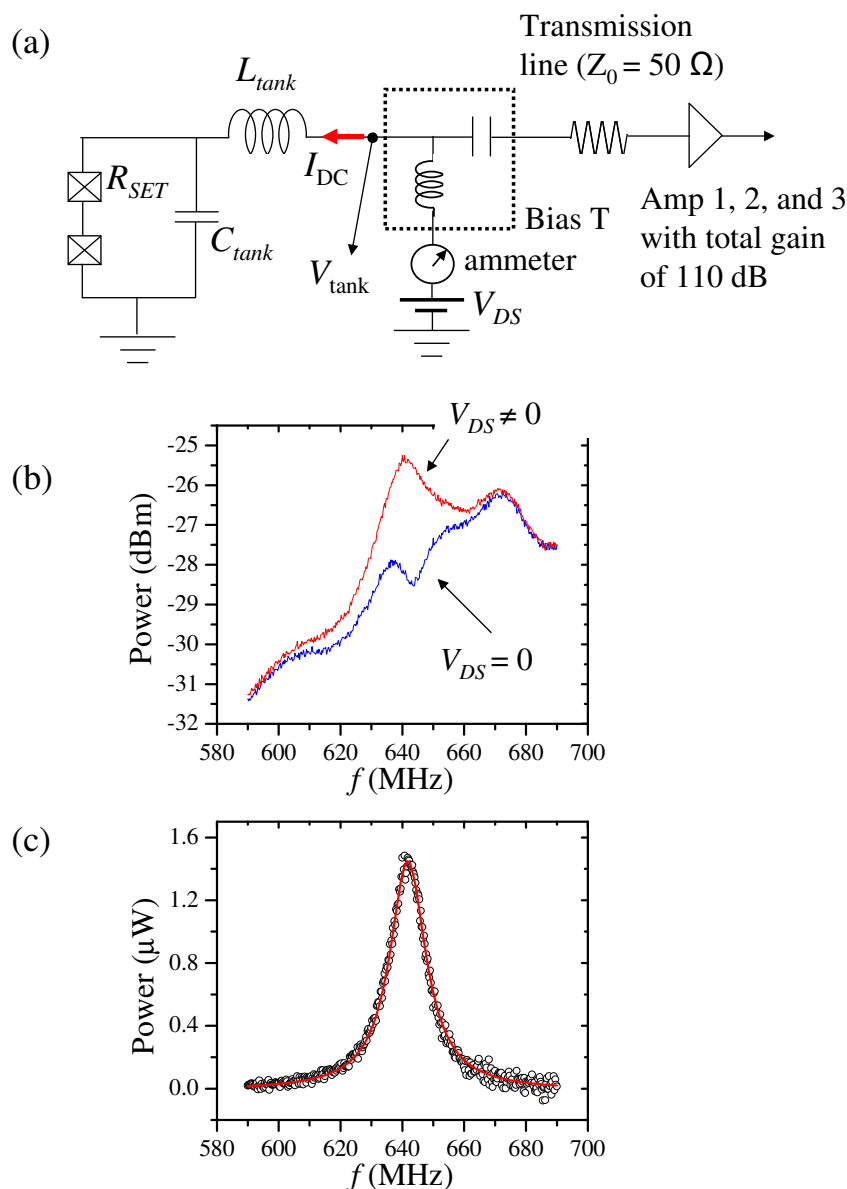 (a)
Transmission
line (Z0 = 50 Ω)
Ltank
IDC
RSET
Ctank
Vtank
Bias T
ammeter
VDS
Amp 1, 2, and 3
with total gain
of 110 dB
(b)
VDS ≠ 0
-25
-26
-27
-28
-29
-30
-31
-32
Power (dBm)
VDS = 0
580 600 620 640 660 680 700
f (MHz)
(c)
1.6
1.2
0.8
0.4
0.0
Power (μW)
580 600 620 640 660 680 700
f (MHz)